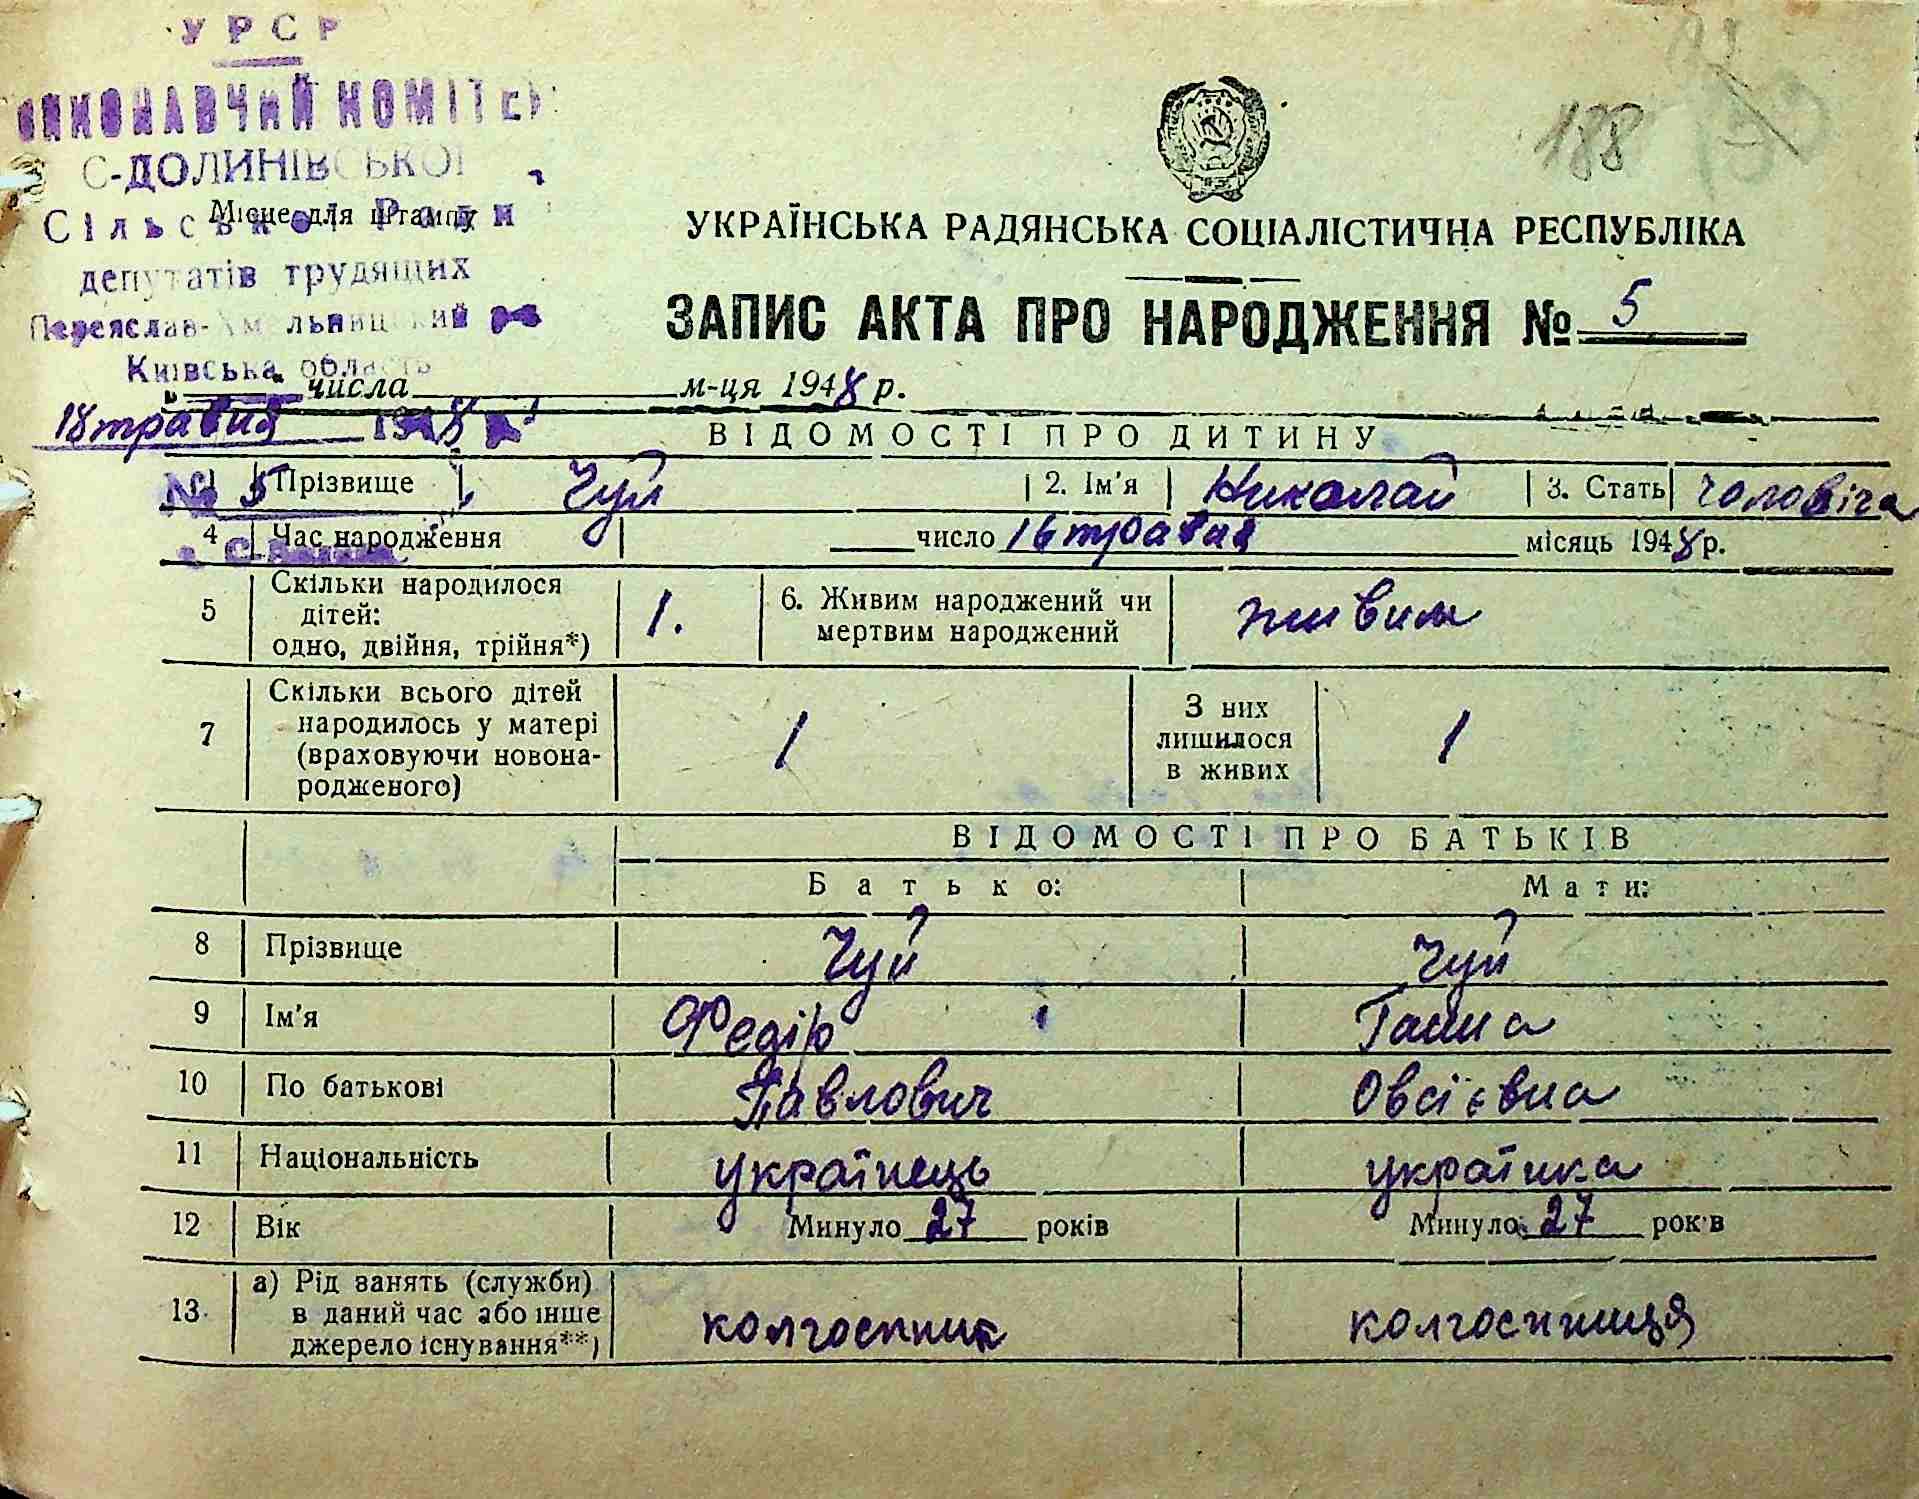 УРСР
ВИКОНАВЧИЙ КОМІТЕТ
С-ДОЛИНІВСЬКОЇ
Сільської Ради
Місце для штампу
депутатів трудящих
Переяслав-Хмельницький р-н
Київська область
188
УКРАЇНСЬКА РАДЯНСЬКА СОЦІАЛІСТИЧНА РЕСПУБЛІКА
ЗАПИС АКТА ПРО НАРОДЖЕННЯ № 5
числа м-ця 1948 р.
18 травня 1948 р.
ВІДОМОСТІ ПРО ДИТИНУ
№ 5
Прізвище Чуй 2. Ім'я Николай 3. Стать чоловіча
4 Час народження число 16 травня місяць 1948 р.
5 Скільки народилося дітей: одно, двійня, трійня*) 1. 6. Живим народжений чи мертвим народжений живим
7 Скільки всього дітей народилось у матері (враховуючи новона-родженого) 1 З них лишилося в живих 1
ВІДОМОСТІ ПРО БАТЬКІВ
Батько: Мати:
8 Прізвище Чуй Чуй
9 Ім'я Федір Ганна
10 По батькові Павлович Овсієвна
11 Національність українець українка
12 Вік Минуло 27 років Минуло 27 років
13 а) Рід занять (служби) в даний час або інше джерело існування**) колгоспник колгоспниця